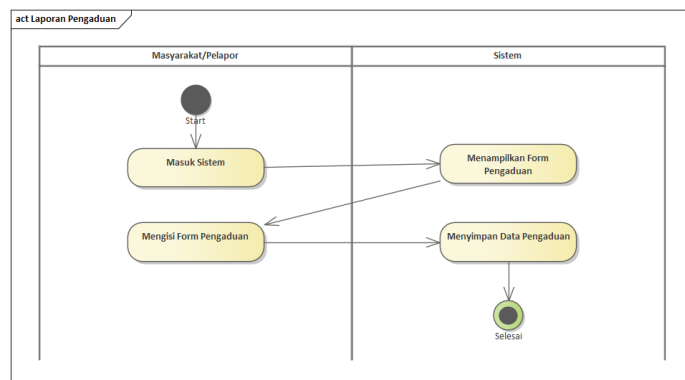 act Laporan Pengaduan
Masyarakat/Pelapor
Sistem
Start
Masuk Sistem
Menampilkan Form
Pengaduan
Mengisi Form Pengaduan
Menyimpan Data Pengaduan
Selesai